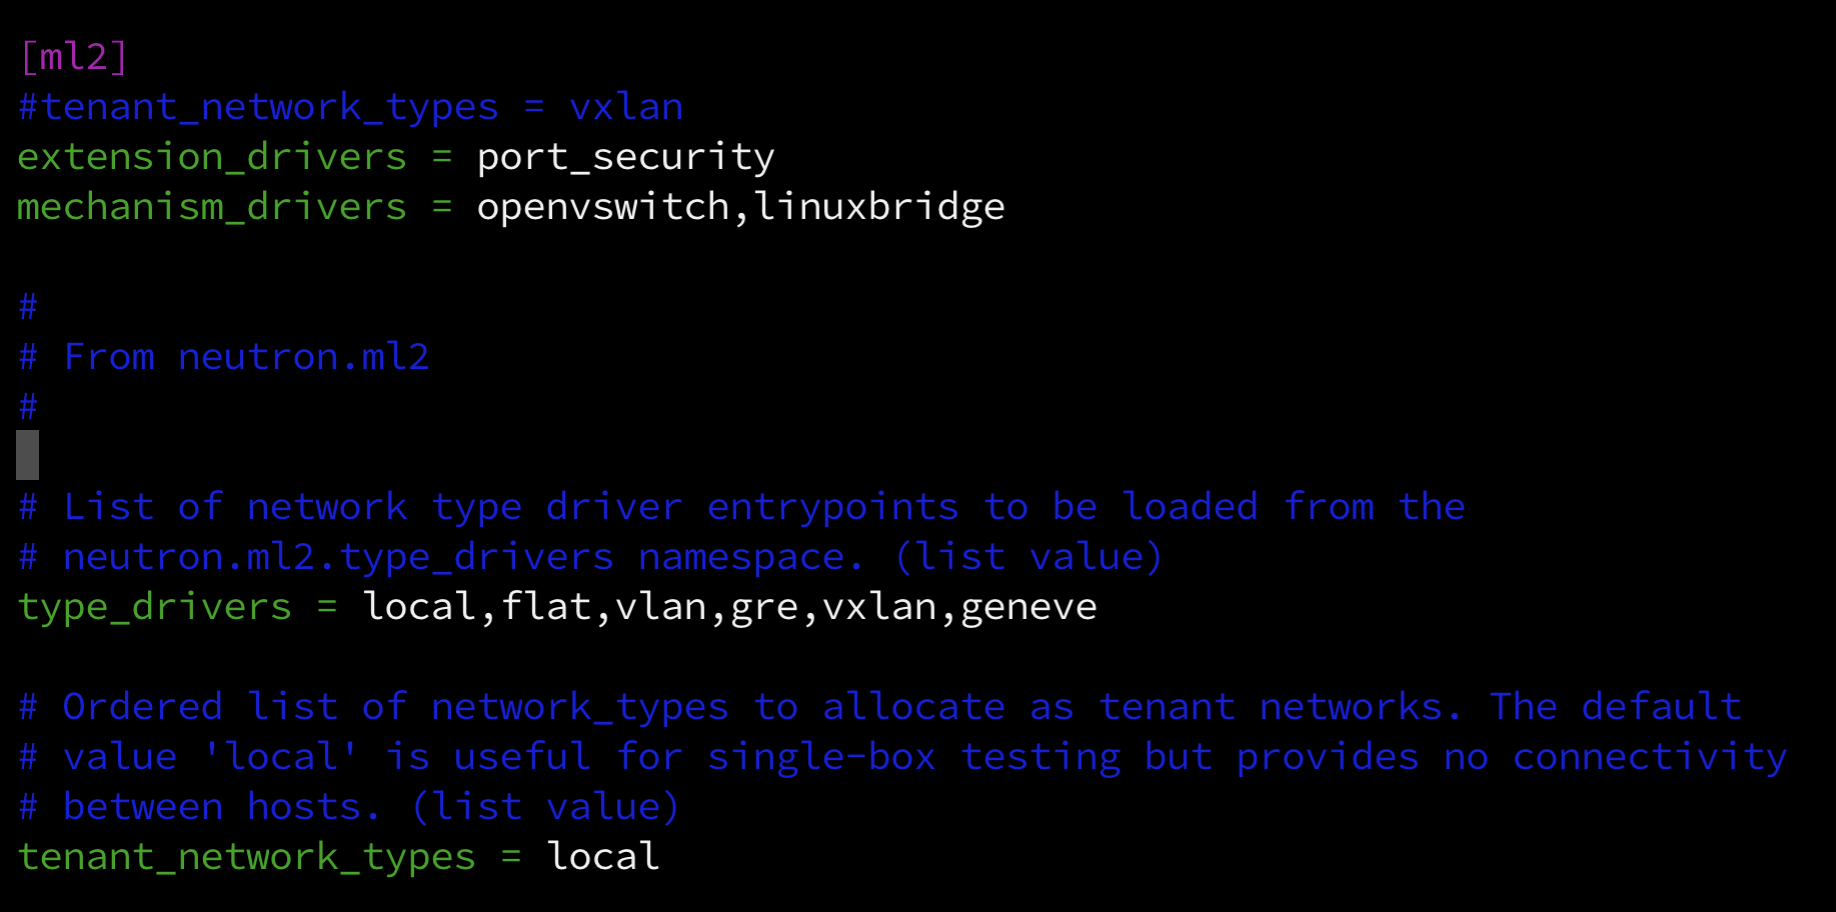 [ml2]
#tenant_network_types = vxlan
extension_drivers = port_security
mechanism_drivers = openvswitch,linuxbridge
#
# From neutron.ml2
#
# List of network type driver entrypoints to be loaded from the
# neutron.ml2.type_drivers namespace. (list value)
type_drivers = local,flat,vlan,gre,vxlan,geneve
# Ordered list of network_types to allocate as tenant networks. The default
# value 'local' is useful for single-box testing but provides no connectivity
# between hosts. (list value)
tenant_network_types = local